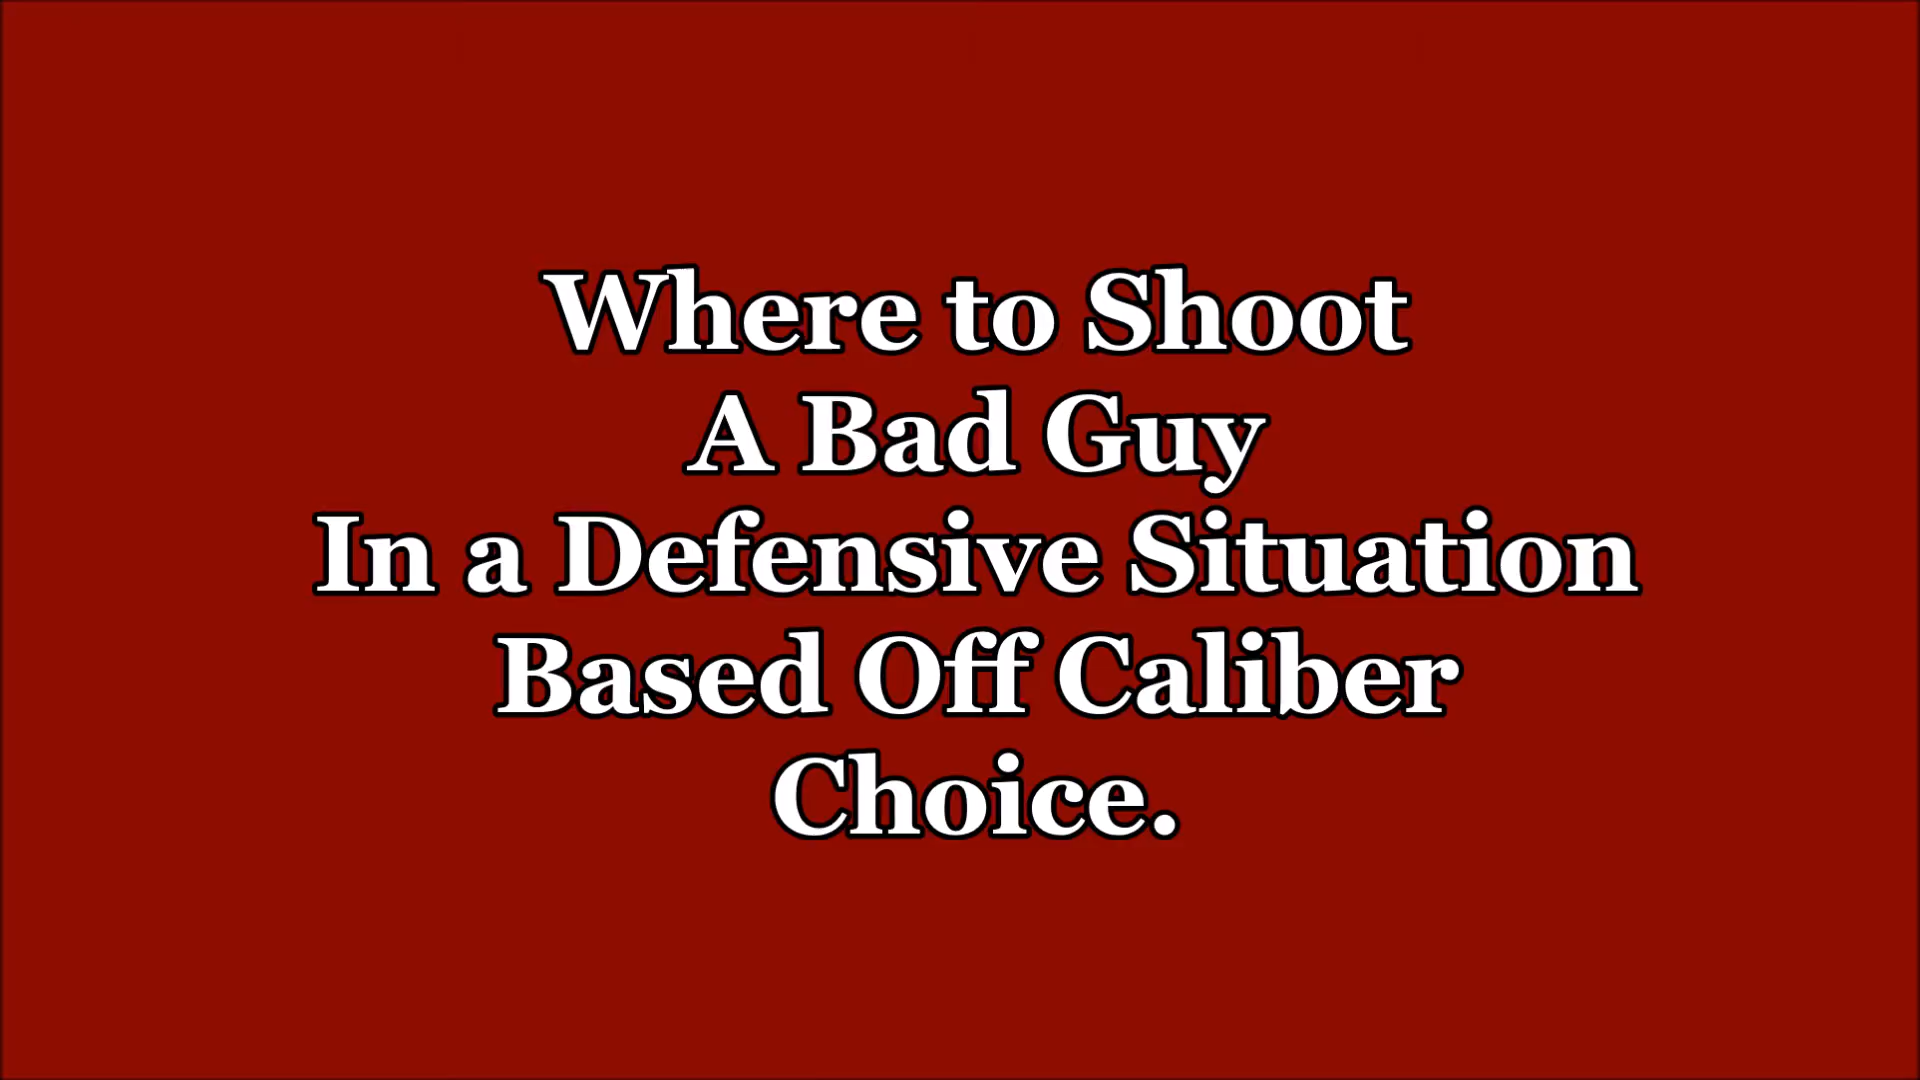 Where to Shoot
A Bad Guy
In a Defensive Situation
Based Off Caliber
Choice.